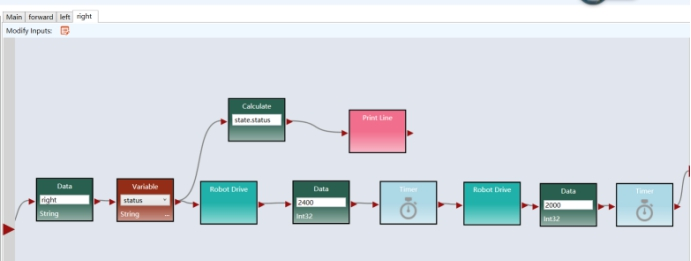 Main forward left right
Modify Inputs:
Calculate
state.status
Print Line
Data
right
String
Variable
status
String ...
Robot Drive
Data
2400
Int32
Timer
Robot Drive
Data
2000
Int32
Timer